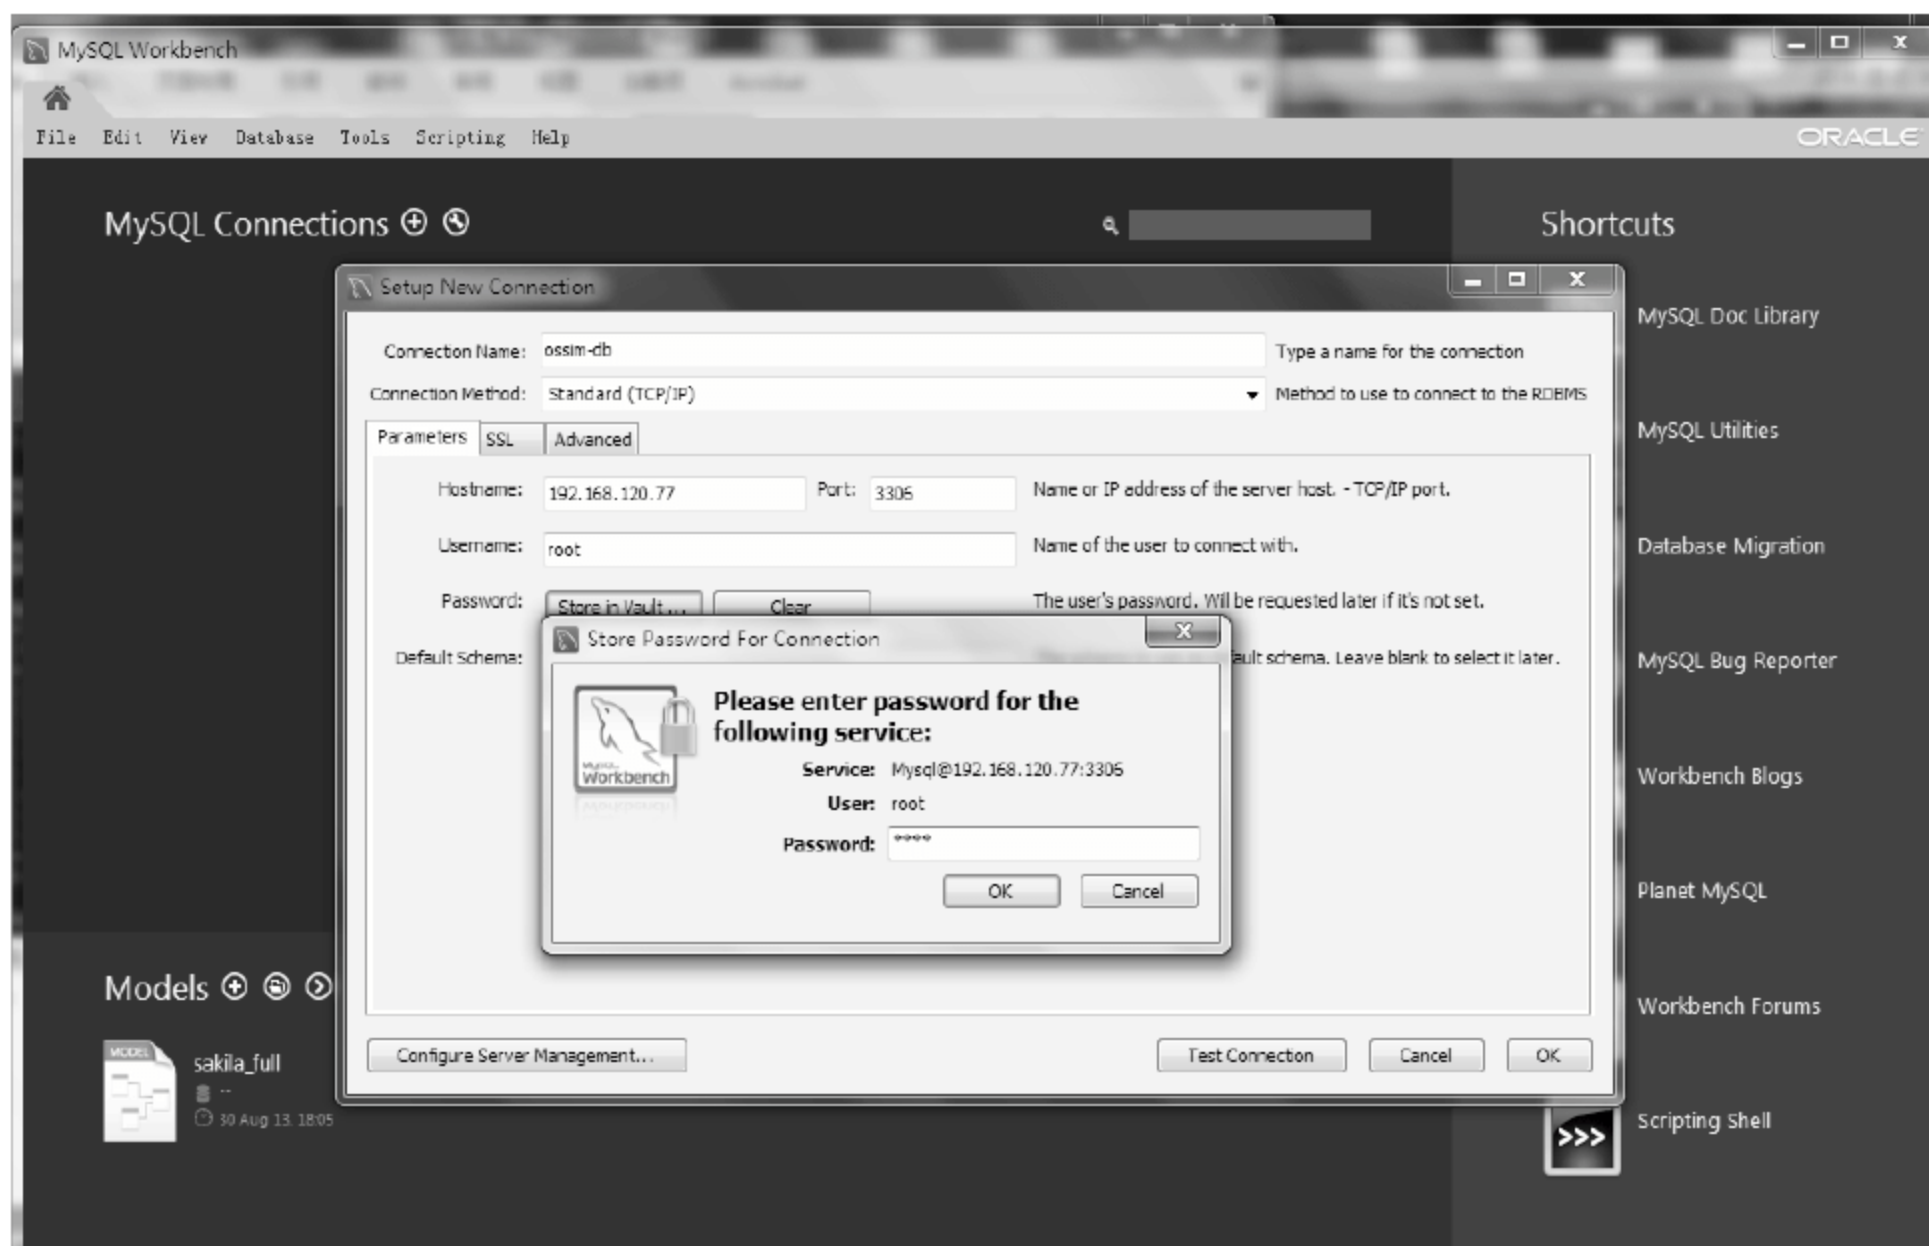 MySQL Workbench
File Edit View Database Tools Scripting Help
ORACLE
MySQL Connections
Shortcuts
Setup New Connection
MySQL Doc Library
Connection Name: ossim-db Type a name for the connection
Connection Method: Standard (TCP/IP) Method to use to connect to the RDBMS
Parameters SSL Advanced
MySQL Utilities
Hostname: 192.168.120.77 Port: 3306 Name or IP address of the server host. - TCP/IP port.
Username: root Name of the user to connect with.
Database Migration
Password: Store in Vault ... Clear The user's password. Will be requested later if it's not set.
Store Password For Connection
Default Schema: ault schema. Leave blank to select it later.
MySQL Bug Reporter
Please enter password for the
following service:
Service: Mysql@192.168.120.77:3306
MySQL
Workbench
Workbench Blogs
User: root
Password: ****
OK Cancel
Planet MySQL
Models
Workbench Forums
Configure Server Management... Test Connection Cancel OK
MODEL
sakila_full
--
30 Aug 13, 18:05
>>>
Scripting Shell